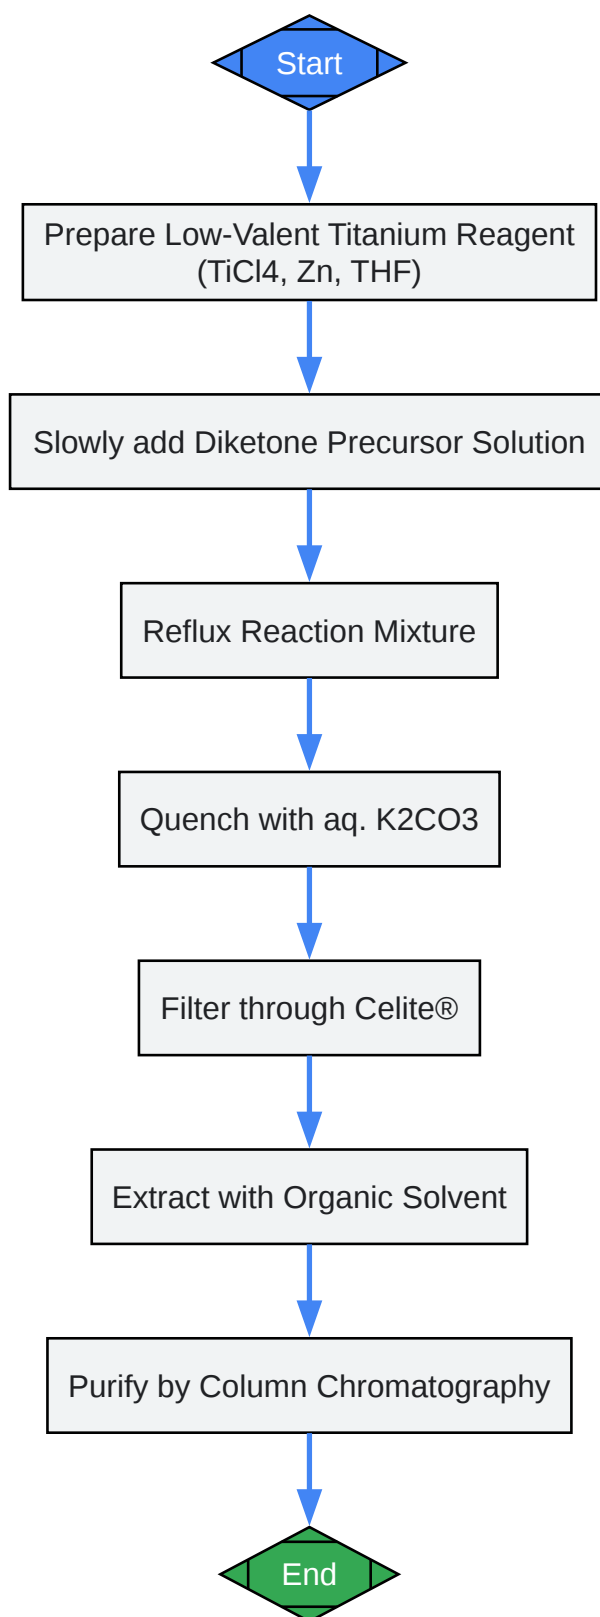 Start
Prepare Low-Valent Titanium Reagent
(TiCl4, Zn, THF)
Slowly add Diketone Precursor Solution
Reflux Reaction Mixture
Quench with aq. K2CO3
Filter through Celite®
Extract with Organic Solvent
Purify by Column Chromatography
End